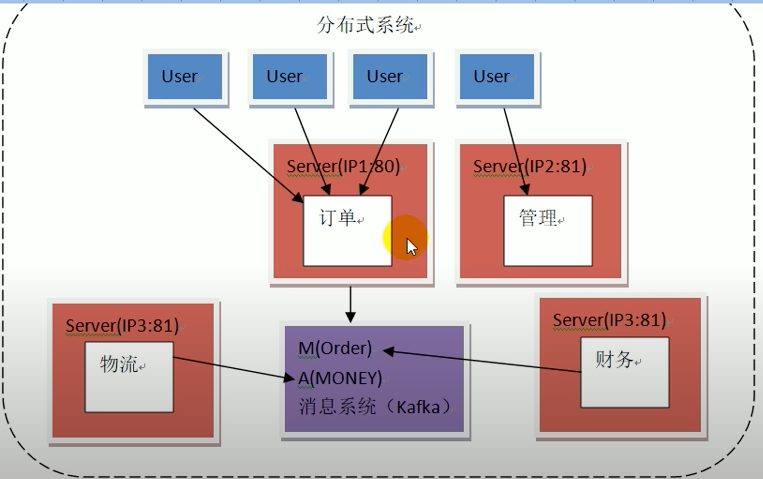 分布式系统
User
User
User
User
Server(IP1:80)
订单
Server(IP2:81)
管理
Server(IP3:81)
物流
M(Order)
A(MONEY)
消息系统（Kafka）
Server(IP3:81)
财务